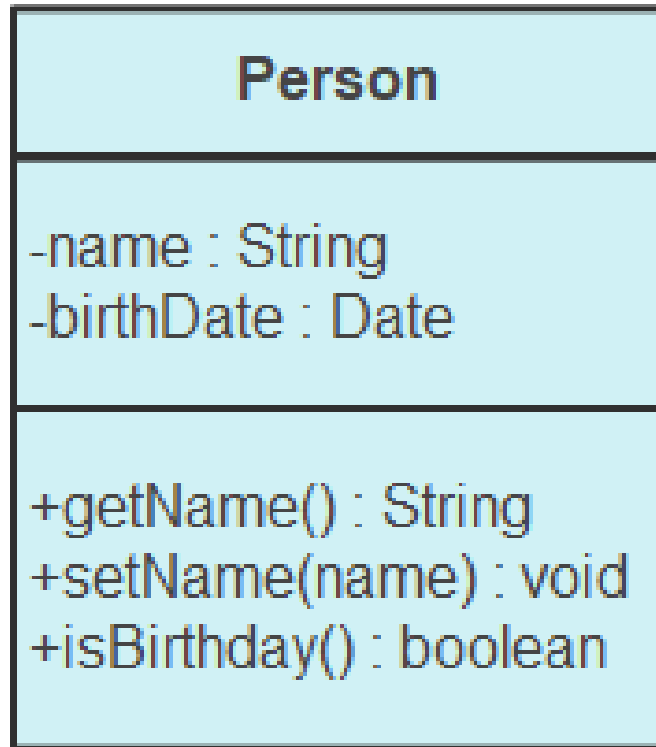 Person
-name : String
-birthDate : Date
+getName() : String
+setName(name) : void
+isBirthday() : boolean